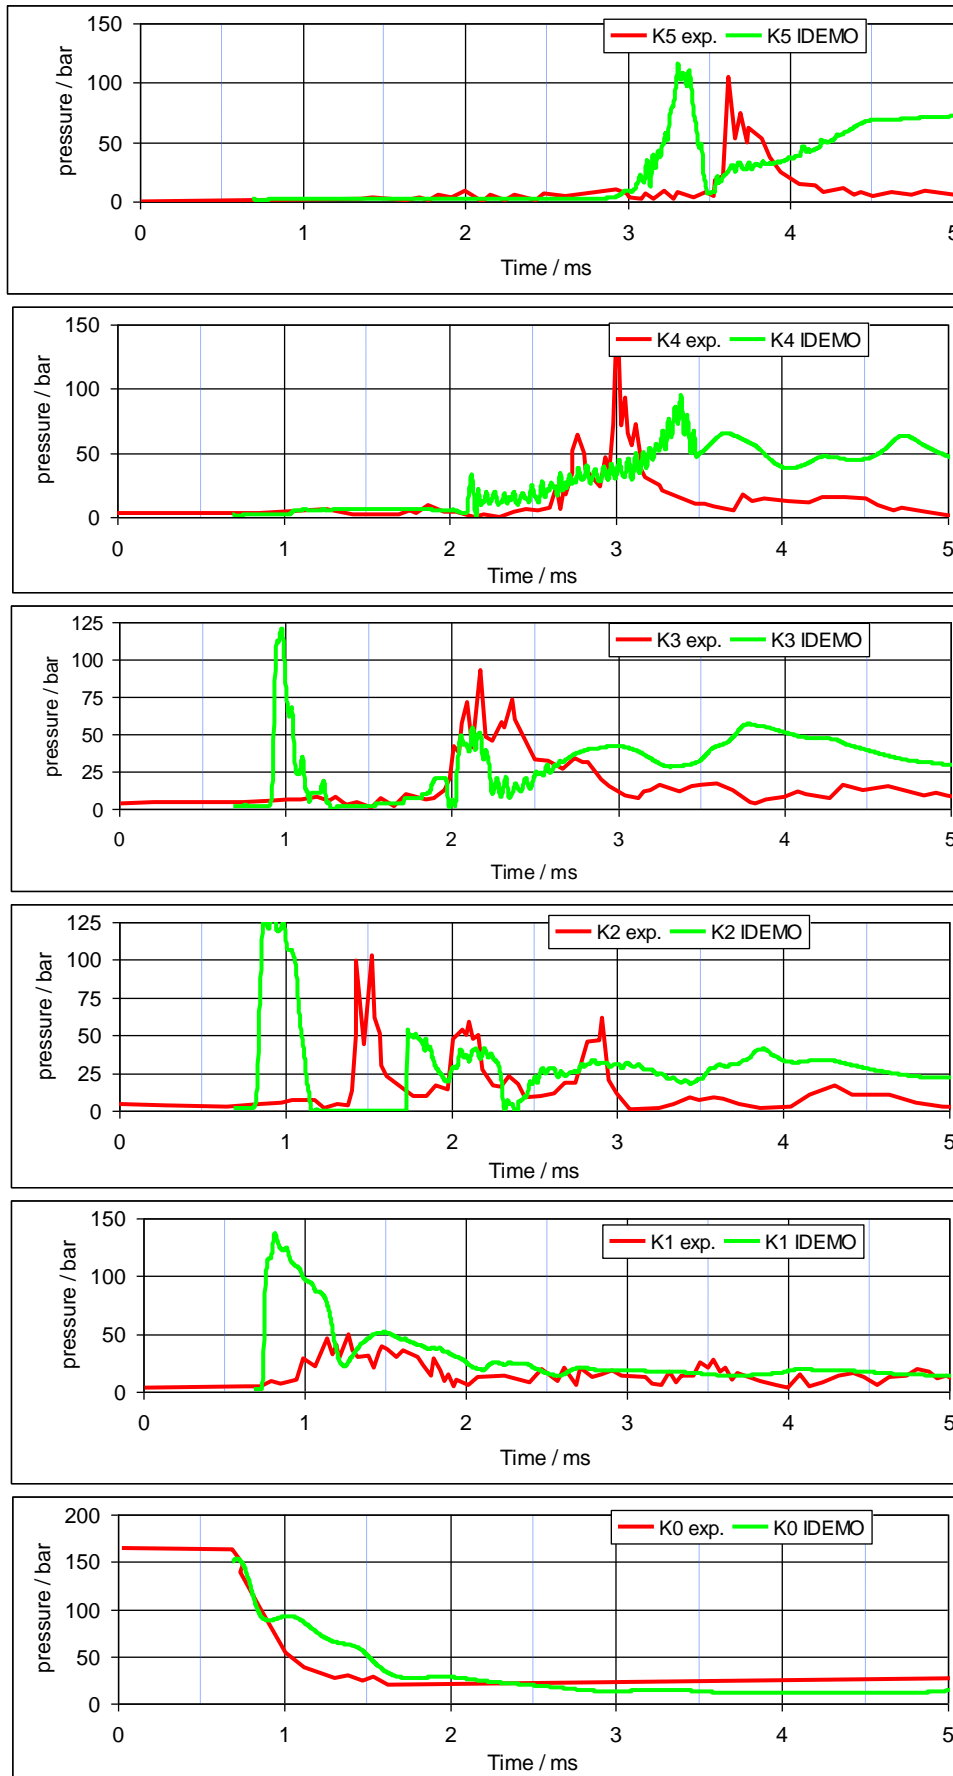 150
K5 exp. K5 IDEMO
100
50
0
pressure / bar
0 1 2 3 4 5
Time / ms
150
K4 exp. K4 IDEMO
100
50
0
pressure / bar
0 1 2 3 4 5
Time / ms
125
K3 exp. K3 IDEMO
100
75
50
25
0
pressure / bar
0 1 2 3 4 5
Time / ms
125
K2 exp. K2 IDEMO
100
75
50
25
0
pressure / bar
0 1 2 3 4 5
Time / ms
150
K1 exp. K1 IDEMO
100
50
0
pressure / bar
0 1 2 3 4 5
Time / ms
200
K0 exp. K0 IDEMO
150
100
50
0
pressure / bar
0 1 2 3 4 5
Time / ms